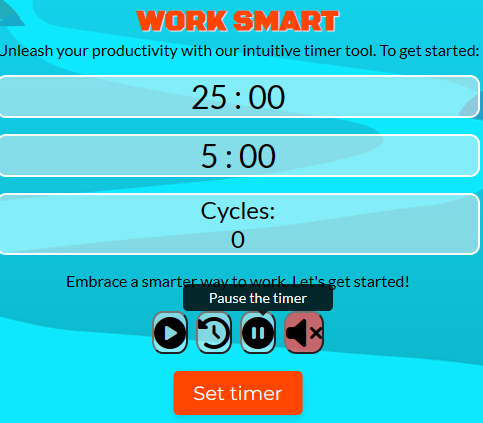 WORK SMART
Unleash your productivity with our intuitive timer tool. To get started:
25 : 00
5 : 00
Cycles:
0
Embrace a smarter way to work. Let's get started!
Pause the timer
Set timer